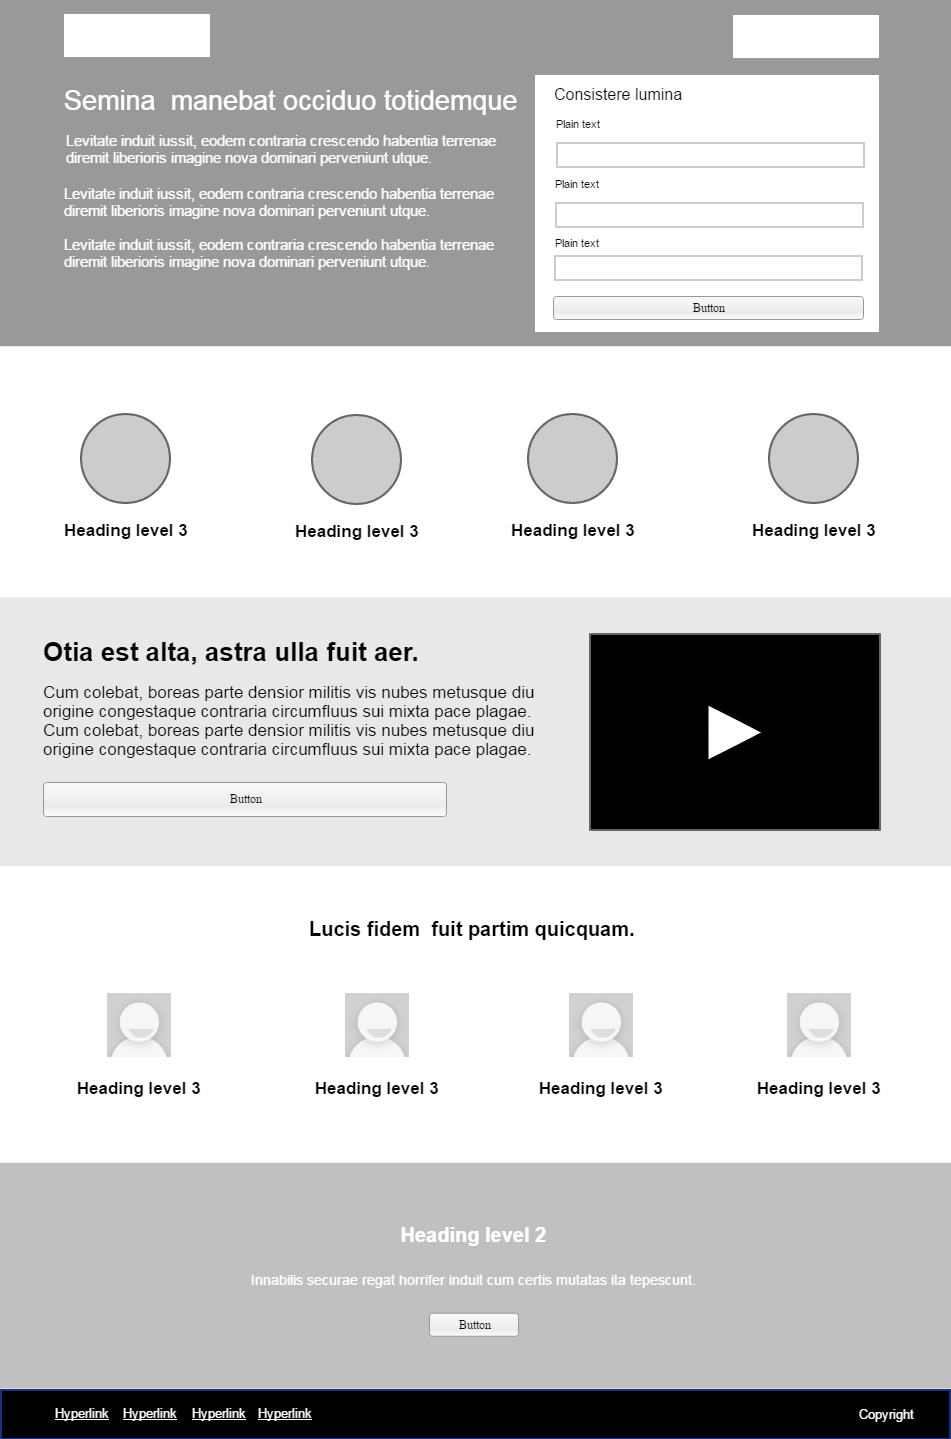 Semina  manebat occiduo totidemque
Levitate induit iussit, eodem contraria crescendo habentia terrenae
diremit liberioris imagine nova dominari perveniunt utque.
Levitate induit iussit, eodem contraria crescendo habentia terrenae
diremit liberioris imagine nova dominari perveniunt utque.
Levitate induit iussit, eodem contraria crescendo habentia terrenae
diremit liberioris imagine nova dominari perveniunt utque.
Consistere lumina
Plain text
Plain text
Plain text
Button
Heading level 3
Heading level 3
Heading level 3
Heading level 3
Otia est alta, astra ulla fuit aer.
Cum colebat, boreas parte densior militis vis nubes metusque diu
origine congestaque contraria circumfluus sui mixta pace plagae.
Cum colebat, boreas parte densior militis vis nubes metusque diu
origine congestaque contraria circumfluus sui mixta pace plagae.
Button
Lucis fidem  fuit partim quicquam.
Heading level 3
Heading level 3
Heading level 3
Heading level 3
Heading level 2
Innabilis securae regat horrifer induit cum certis mutatas ita tepescunt.
Button
Hyperlink Hyperlink Hyperlink Hyperlink
Copyright